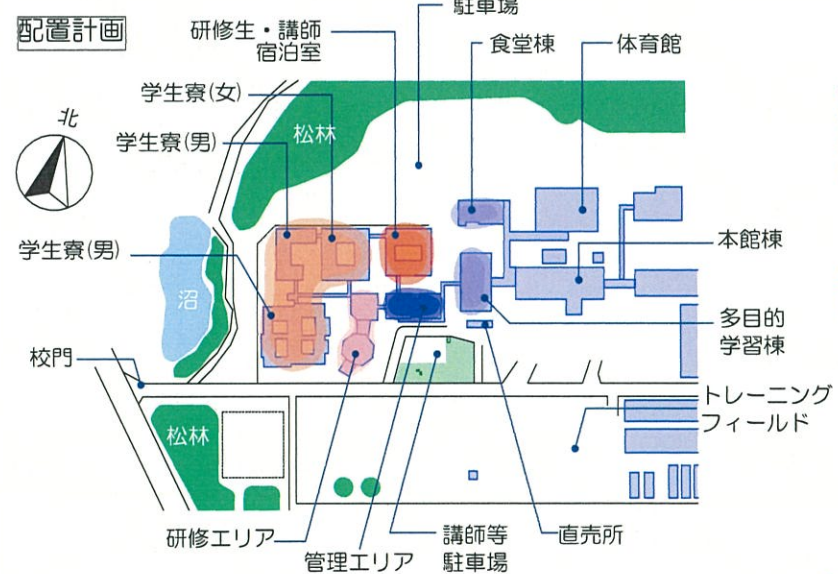 駐車場
配置計画
研修生・講師
宿泊室
食堂棟
体育館
学生寮(女)
北
松林
学生寮(男)
学生寮(男)
本館棟
沼
多目的
学習棟
校門
トレーニング
フィールド
松林
研修エリア
管理エリア
講師等
駐車場
直売所